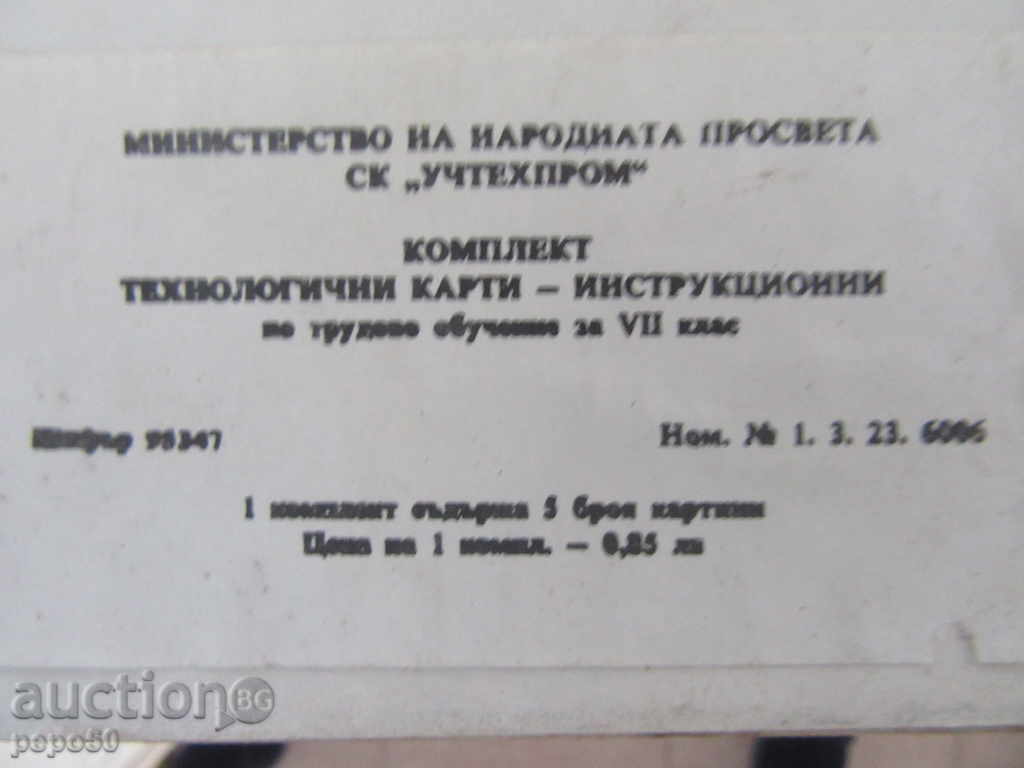 МИНИСТЕРСТВО НА НАРОДНАТА ПРОСВЕТА
СК „УЧТЕХПРОМ“
КОМПЛЕКТ
ТЕХНОЛОГИЧНИ КАРТИ – ИНСТРУКЦИОННИ
по трудово обучение за VII клас
Шифър 95347
Ном. № 1. 3. 23. 6006
1 комплект съдържа 5 броя картини
Цена на 1 компл. – 0,85 лв
auction BG
popo50